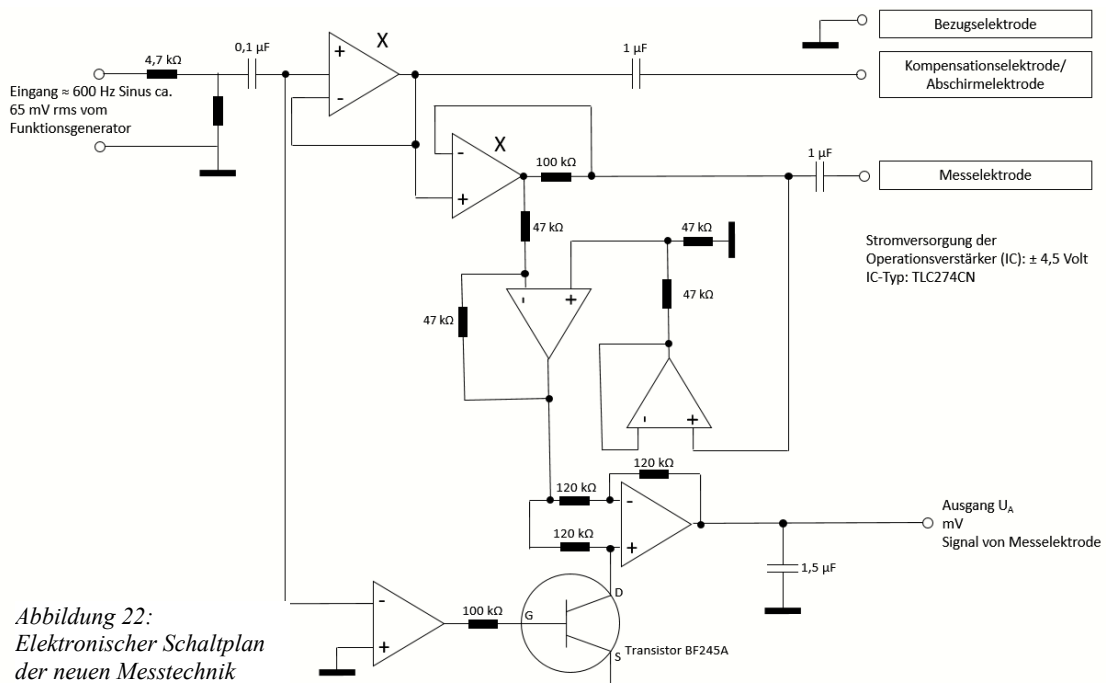 Bezugselektrode
4,7 kΩ
0,1 µF
X
1 µF
Kompensationselektrode/
Abschirmelektrode
+
-
Eingang ≈ 600 Hz Sinus ca.
65 mV rms vom
Funktionsgenerator
X
-
+
100 kΩ
1 µF
Messelektrode
47 kΩ
47 kΩ
Stromversorgung der
Operationsverstärker (IC): ± 4,5 Volt
IC-Typ: TLC274CN
47 kΩ
- +
47 kΩ
- +
120 kΩ
120 kΩ
-
120 kΩ
+
Ausgang UA
mV
Signal von Messelektrode
1,5 µF
-
+
100 kΩ
G
D
S
Transistor BF245A
Abbildung 22:
Elektronischer Schaltplan
der neuen Messtechnik